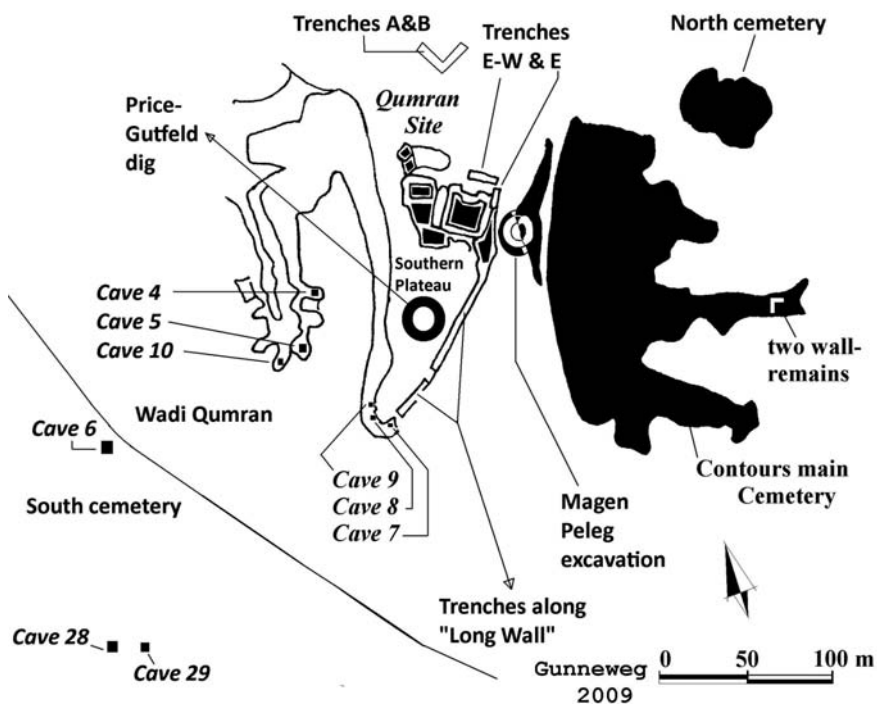 Trenches A&B
Trenches
E-W & E
North cemetery
Price-
Gutfeld
dig
Qumran
Site
Southern
Plateau
Cave 4
Cave 5
Cave 10
two wall-
remains
Wadi Qumran
Cave 6
Contours main
Cemetery
Cave 9
Cave 8
Cave 7
South cemetery
Magen
Peleg
excavation
Trenches along
"Long Wall"
Cave 28
Cave 29
Gunneweg
2009
0 50 100 m